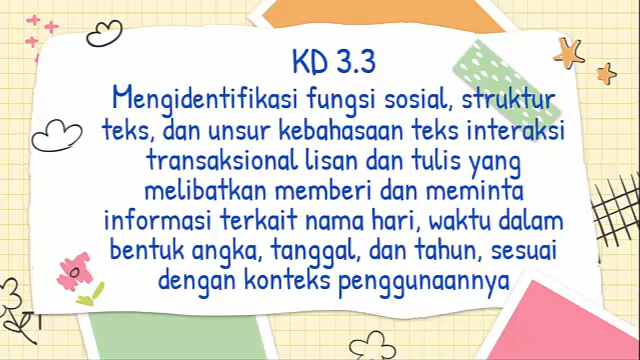 KD 3.3
Mengidentifikasi fungsi sosial, struktur
teks, dan unsur kebahasaan teks interaksi
transaksional lisan dan tulis yang
melibatkan memberi dan meminta
informasi terkait nama hari, waktu dalam
bentuk angka, tanggal, dan tahun, sesuai
dengan konteks penggunaannya